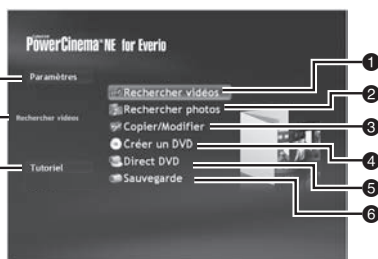 PowerCinema NE for Everio
Paramètres
Rechercher vidéos
Tutoriel
Rechercher vidéos
Rechercher photos
Copier/Modifier
Créer un DVD
Direct DVD
Sauvegarde
1
2
3
4
5
6